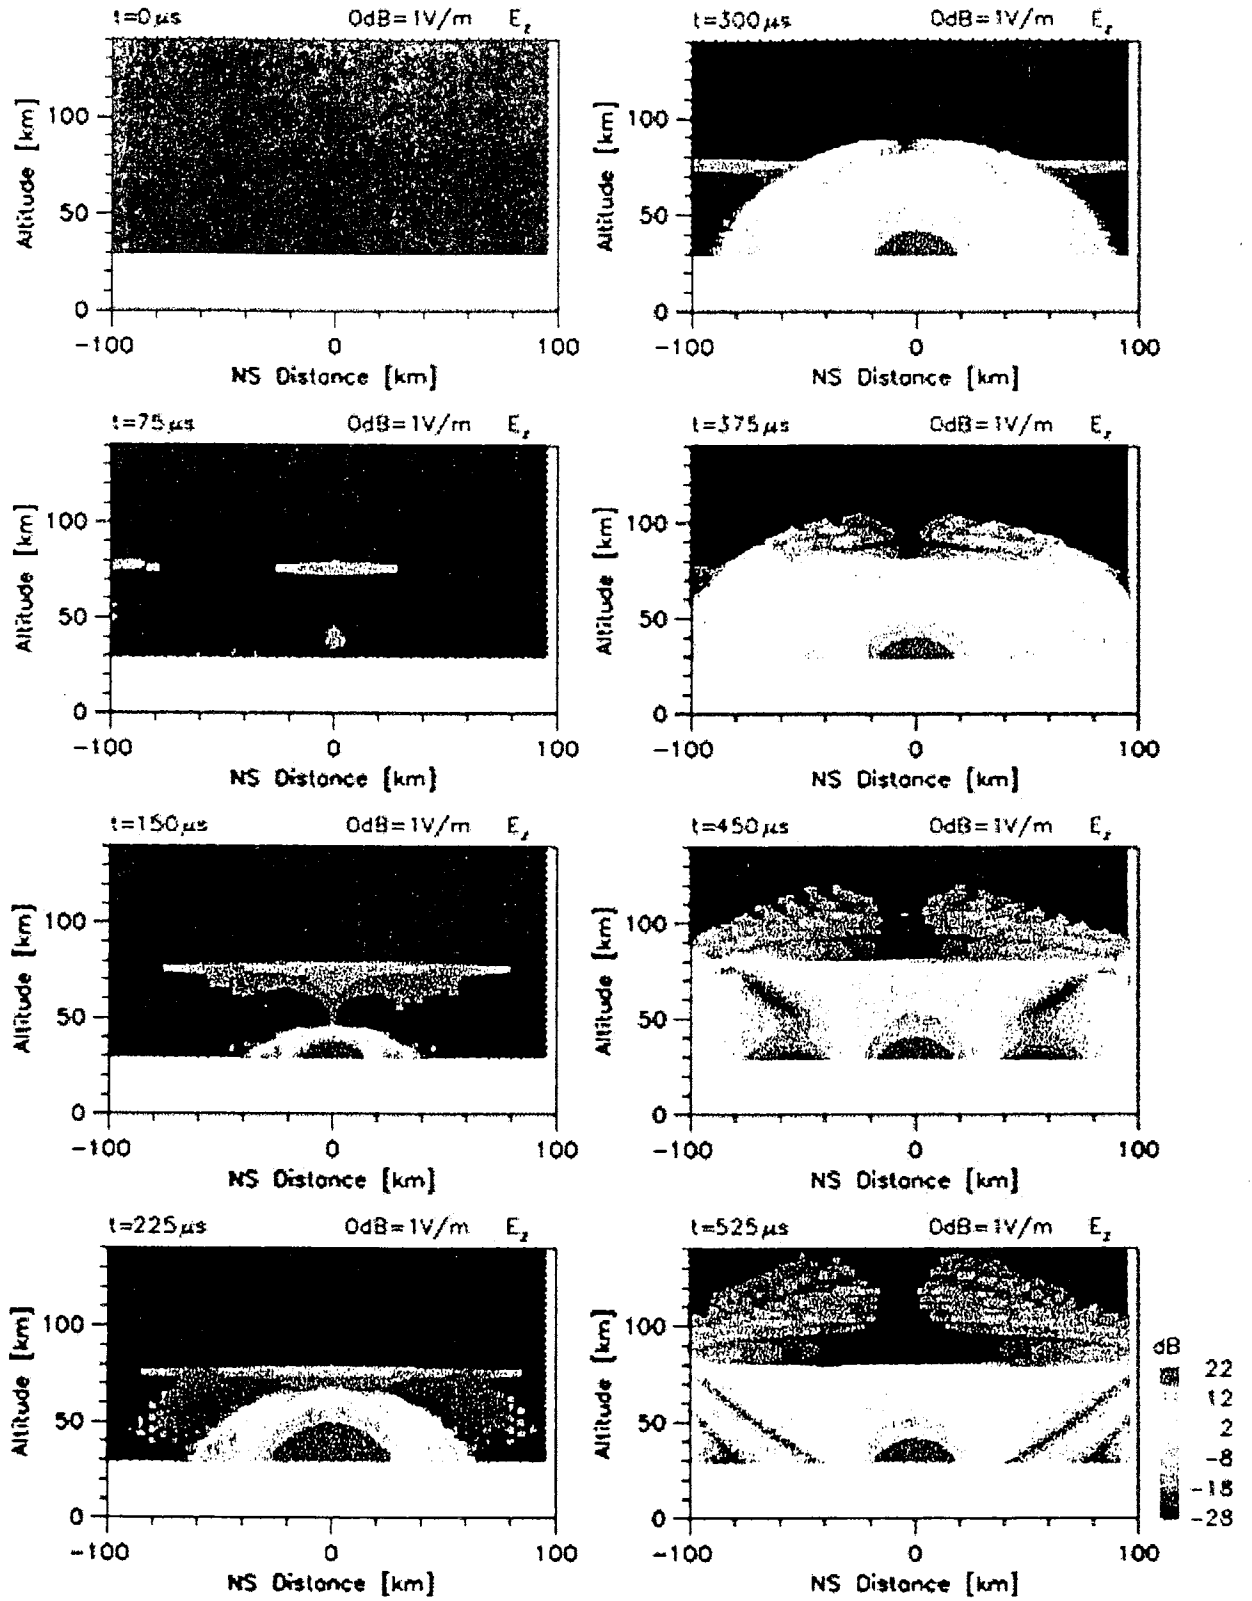 t=0μs 0dB=1V/m E_z
Altitude [km]
100
50
0
-100 0 100
NS Distance [km]
t=75μs 0dB=1V/m E_z
Altitude [km]
100
50
0
-100 0 100
NS Distance [km]
t=150μs 0dB=1V/m E_z
Altitude [km]
100
50
0
-100 0 100
NS Distance [km]
t=225μs 0dB=1V/m E_z
Altitude [km]
100
50
0
-100 0 100
NS Distance [km]
t=300μs 0dB=1V/m E_z
Altitude [km]
100
50
0
-100 0 100
NS Distance [km]
t=375μs 0dB=1V/m E_z
Altitude [km]
100
50
0
-100 0 100
NS Distance [km]
t=450μs 0dB=1V/m E_z
Altitude [km]
100
50
0
-100 0 100
NS Distance [km]
t=525μs 0dB=1V/m E_z
Altitude [km]
100
50
0
-100 0 100
NS Distance [km]
dB
22
12
2
-8
-18
-28